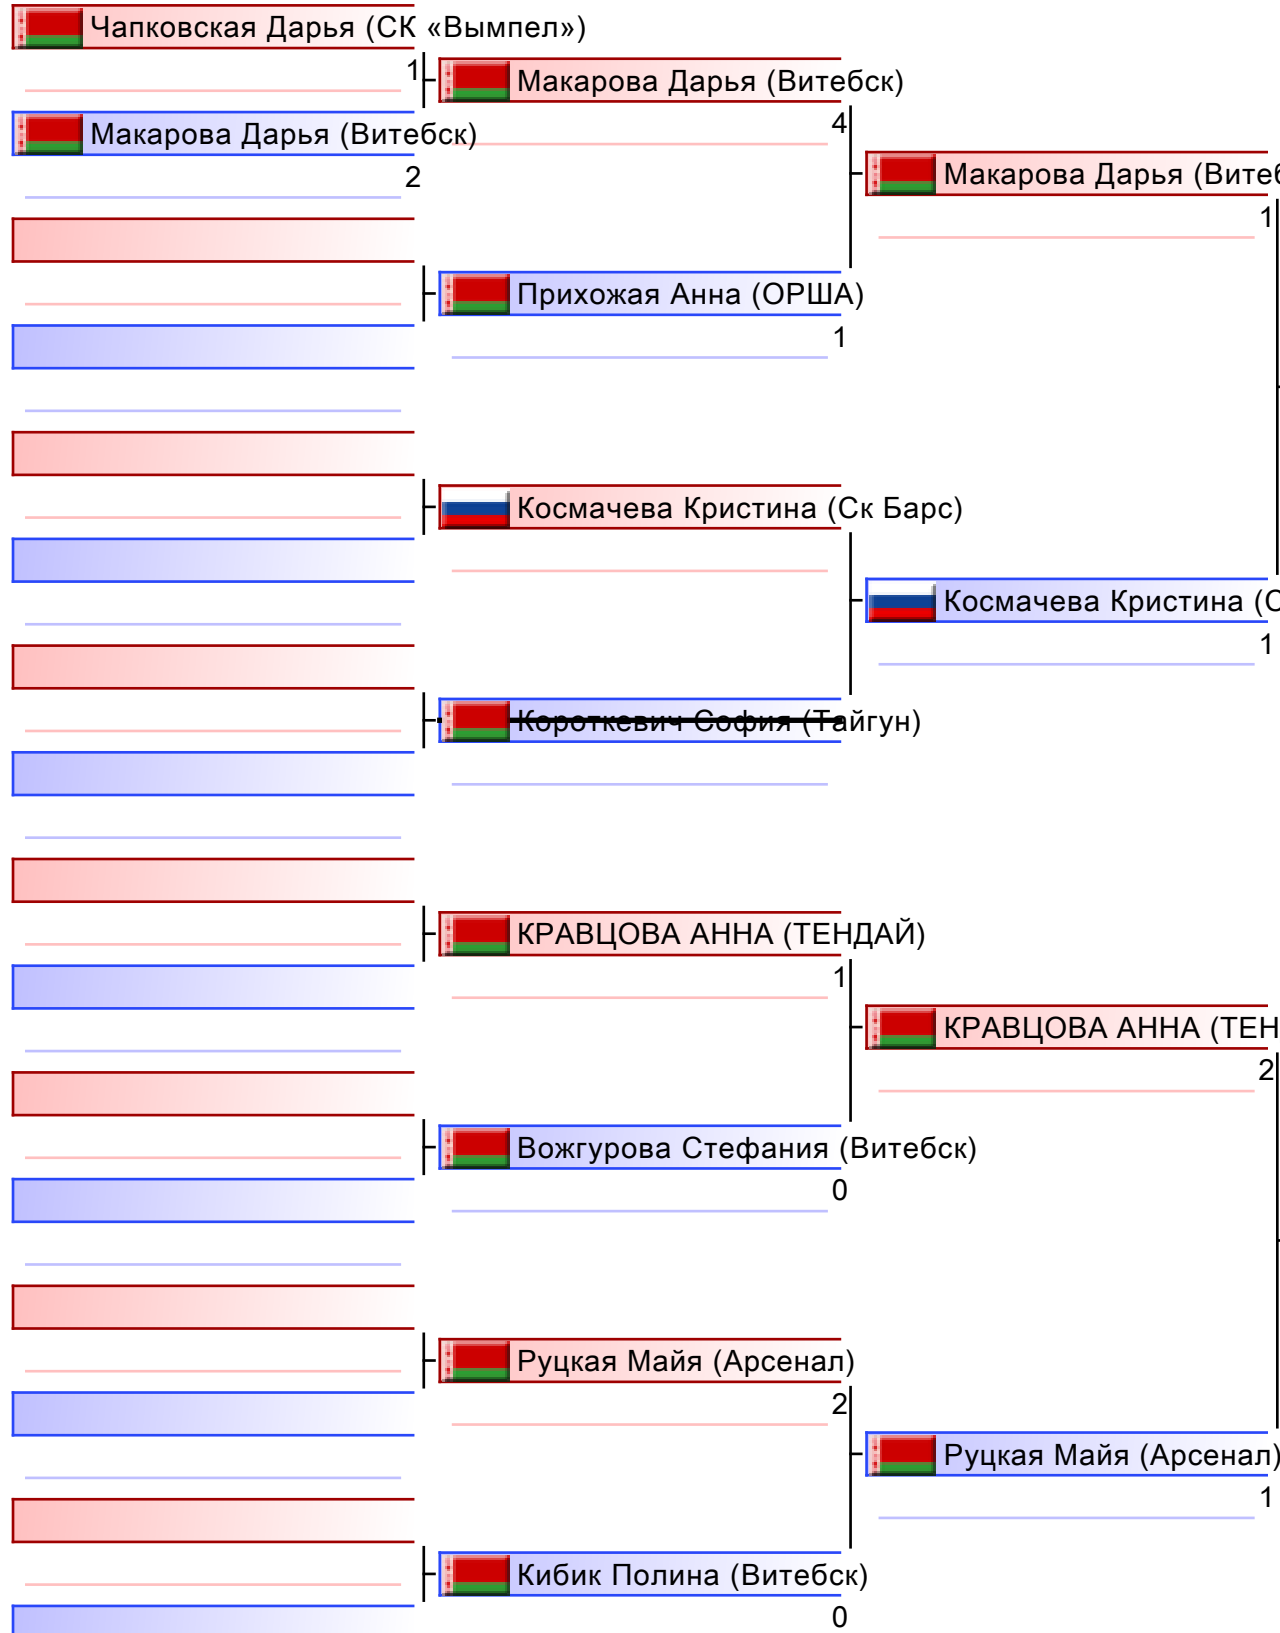 Чапковская Дарья (СК «Вымпел»)
1
Макарова Дарья (Витебск)
2
Макарова Дарья (Витебск)
4
Прихожая Анна (ОРША)
1
Космачева Кристина (Ск Барс)
Короткевич София (Тайгун)
КРАВЦОВА АННА (ТЕНДАЙ)
1
Вожгурова Стефания (Витебск)
0
Руцкая Майя (Арсенал)
2
Кибик Полина (Витебск)
0
Макарова Дарья (Витеб
1
Космачева Кристина (С
1
КРАВЦОВА АННА (ТЕН
2
Руцкая Майя (Арсенал)
1